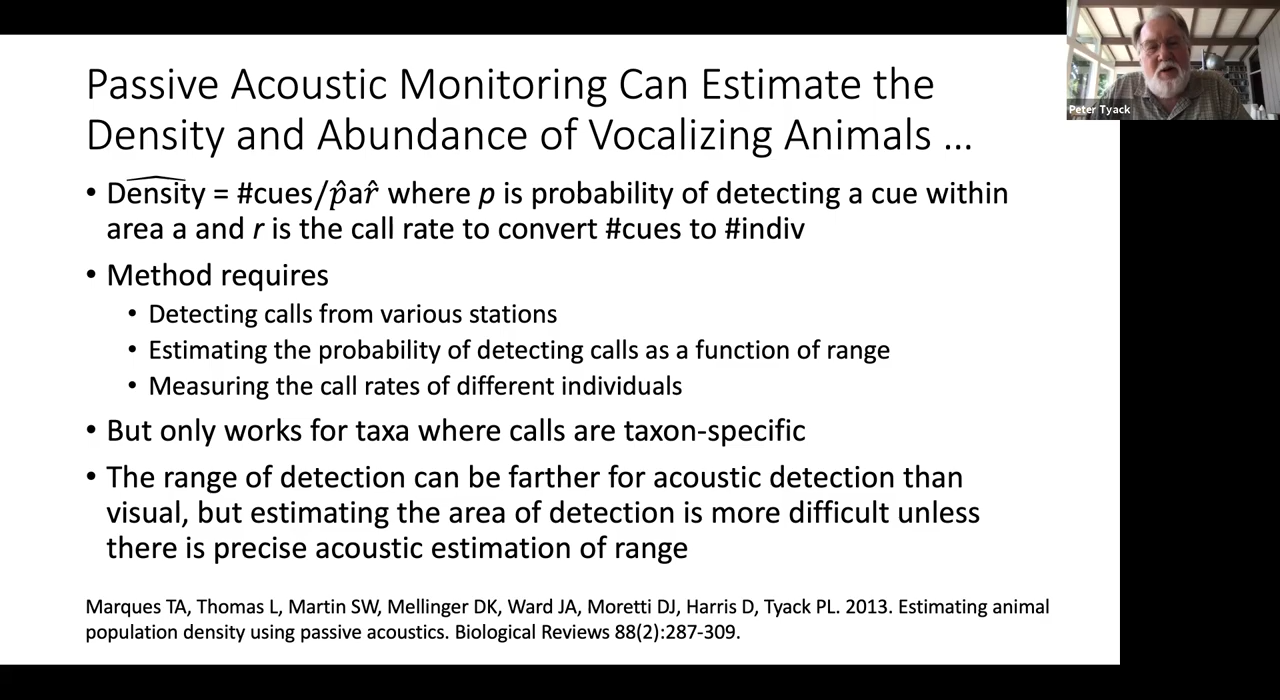 Passive Acoustic Monitoring Can Estimate the
Density and Abundance of Vocalizing Animals ...
• Densitŷ = #cues/p̂ar̂ where p is probability of detecting a cue within
area a and r is the call rate to convert #cues to #indiv
• Method requires
• Detecting calls from various stations
• Estimating the probability of detecting calls as a function of range
• Measuring the call rates of different individuals
• But only works for taxa where calls are taxon-specific
• The range of detection can be farther for acoustic detection than
visual, but estimating the area of detection is more difficult unless
there is precise acoustic estimation of range
Marques TA, Thomas L, Martin SW, Mellinger DK, Ward JA, Moretti DJ, Harris D, Tyack PL. 2013. Estimating animal
population density using passive acoustics. Biological Reviews 88(2):287-309.
Peter Tyack